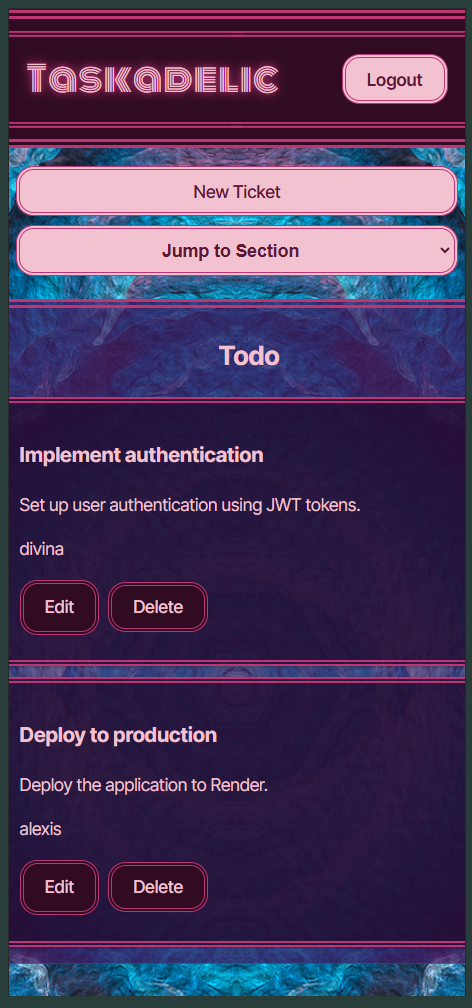 Taskadelic
Logout
New Ticket
Jump to Section
Todo
Implement authentication
Set up user authentication using JWT tokens.
divina
Edit
Delete
Deploy to production
Deploy the application to Render.
alexis
Edit
Delete